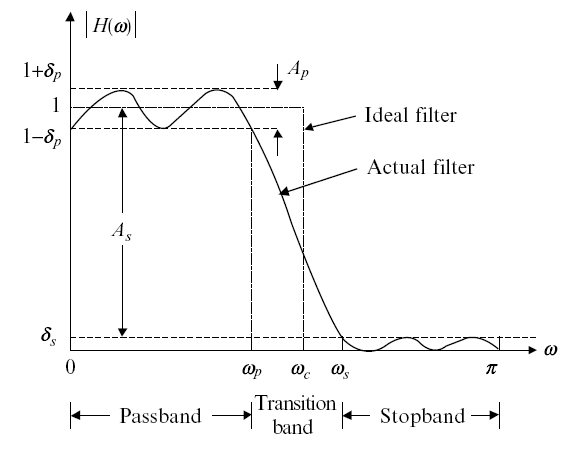 |H(ω)|
1+δp
Ap
1
Ideal filter
1−δp
Actual filter
As
δs
ω
0
ωp
ωc
ωs
π
Passband
Transition
band
Stopband